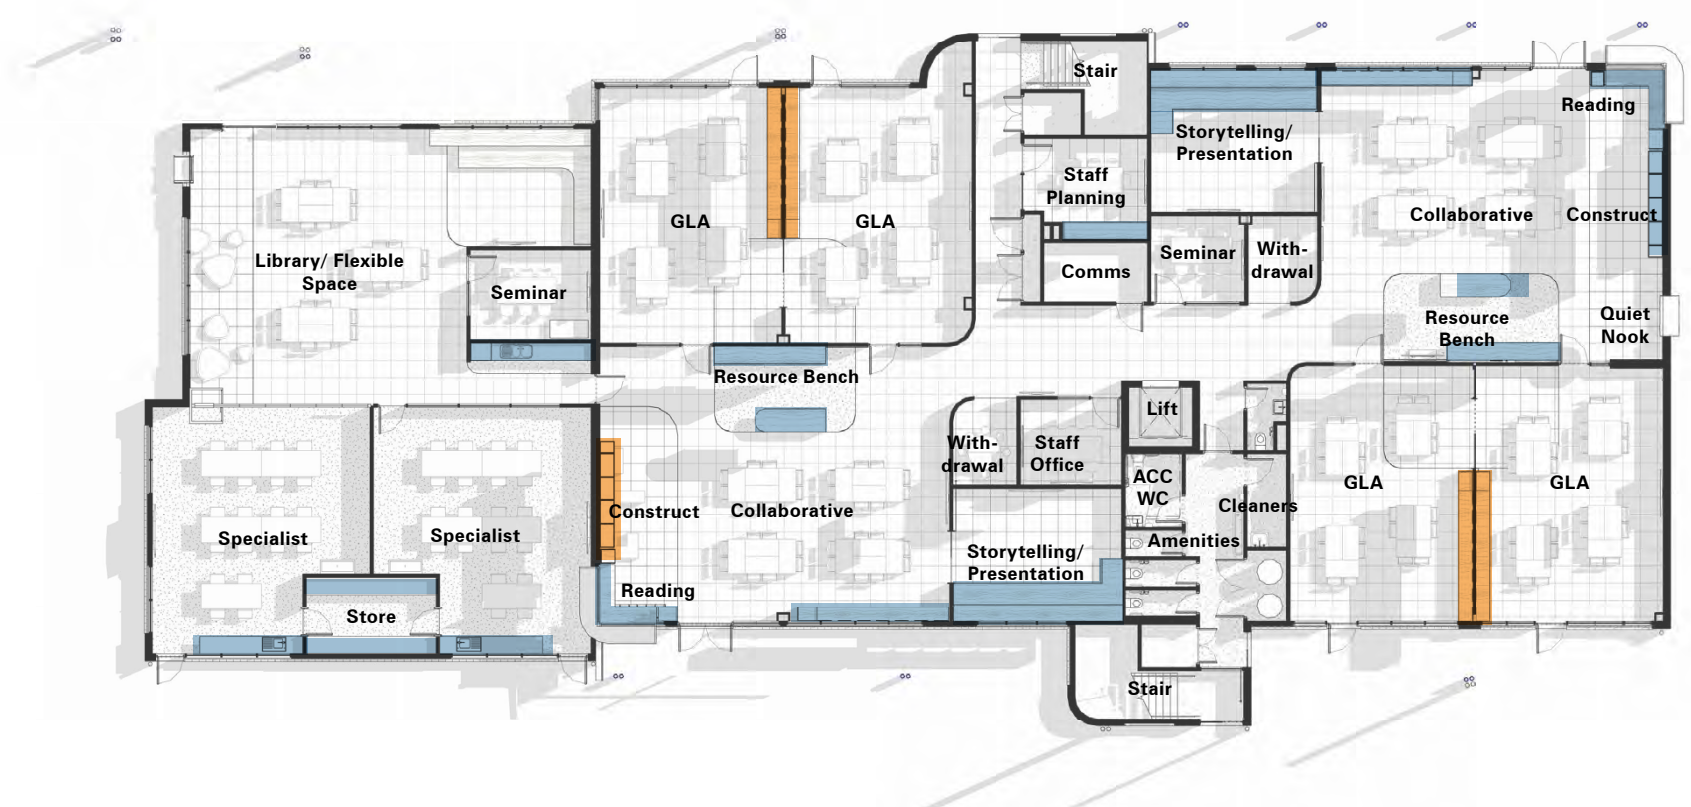 Stair
Reading
Storytelling/
Presentation
Staff
Planning
GLA
GLA
Collaborative
Construct
Library/ Flexible
Space
Seminar
Comms
Seminar
With-
drawal
Resource
Bench
Quiet
Nook
Resource Bench
Lift
With-
drawal
Staff
Office
ACC
WC
GLA
GLA
Cleaners
Specialist
Specialist
Construct
Collaborative
Amenities
Storytelling/
Presentation
Reading
Store
Stair